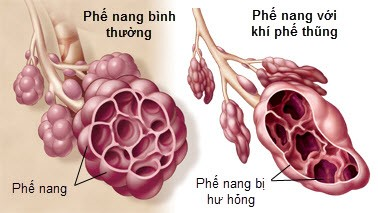 Phế nang bình
thường
Phế nang với
khí phế thũng
Phế nang
Phế nang bị
hư hỏng